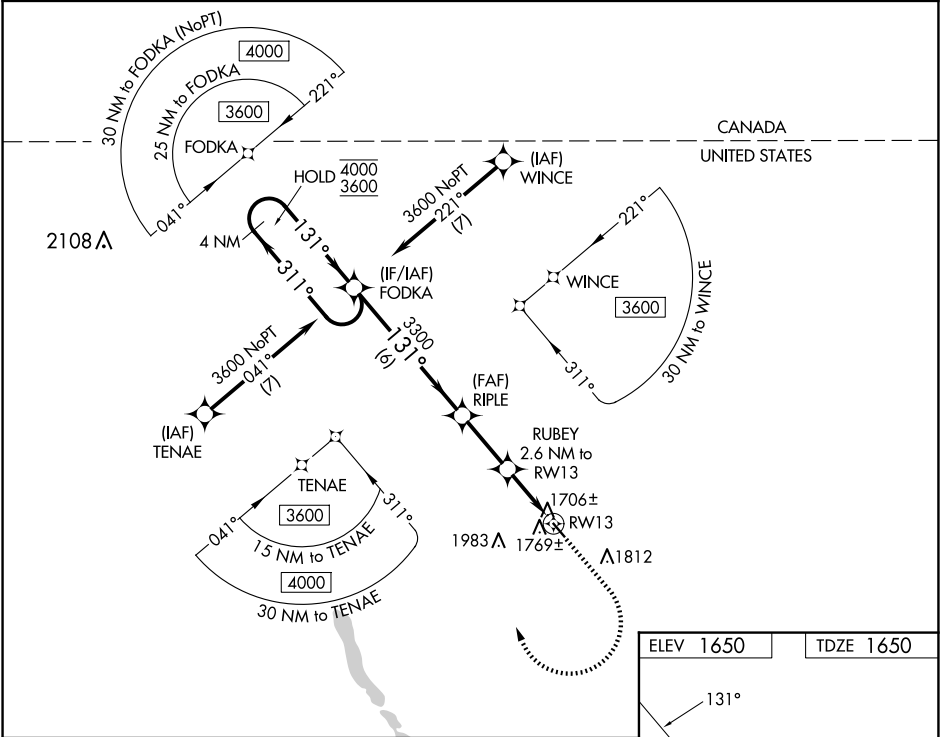 30 NM to FODKA (NoPT)
4000
25 NM to FODKA
3600
221°
FODKA
041°
CANADA
UNITED STATES
HOLD 4000
3600
(IAF)
WINCE
3600 NoPT
221°
(7)
2108
4 NM
131°
311°
(IF/IAF)
FODKA
221°
WINCE
3600
30 NM to WINCE
311°
3300
131°
(6)
3600 NoPT
041°
(7)
(IAF)
TENAE
(FAF)
RIPLE
RUBEY
2.6 NM to
RW13
TENAE
3600
041°
311°
15 NM to TENAE
4000
30 NM to TENAE
1706±
RW13
1983
1769±
1812
ELEV 1650
TDZE 1650
131°